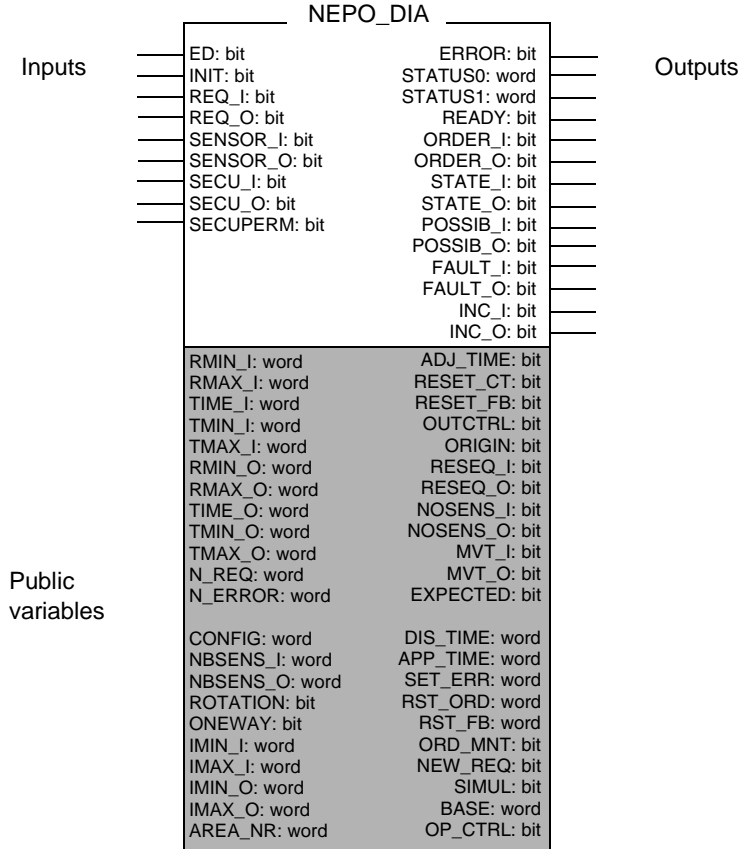 NEPO_DIA
Inputs
Outputs
ED: bit ERROR: bit
INIT: bit STATUS0: word
REQ_I: bit STATUS1: word
REQ_O: bit READY: bit
SENSOR_I: bit ORDER_I: bit
SENSOR_O: bit ORDER_O: bit
SECU_I: bit STATE_I: bit
SECU_O: bit STATE_O: bit
SECUPERM: bit POSSIB_I: bit
POSSIB_O: bit
FAULT_I: bit
FAULT_O: bit
INC_I: bit
INC_O: bit
Public
variables
RMIN_I: word ADJ_TIME: bit
RMAX_I: word RESET_CT: bit
TIME_I: word RESET_FB: bit
TMIN_I: word OUTCTRL: bit
TMAX_I: word ORIGIN: bit
RMIN_O: word RESEQ_I: bit
RMAX_O: word RESEQ_O: bit
TIME_O: word NOSENS_I: bit
TMIN_O: word NOSENS_O: bit
TMAX_O: word MVT_I: bit
N_REQ: word MVT_O: bit
N_ERROR: word EXPECTED: bit
CONFIG: word DIS_TIME: word
NBSENS_I: word APP_TIME: word
NBSENS_O: word SET_ERR: word
ROTATION: bit RST_ORD: word
ONEWAY: bit RST_FB: word
IMIN_I: word ORD_MNT: bit
IMAX_I: word NEW_REQ: bit
IMIN_O: word SIMUL: bit
IMAX_O: word BASE: word
AREA_NR: word OP_CTRL: bit